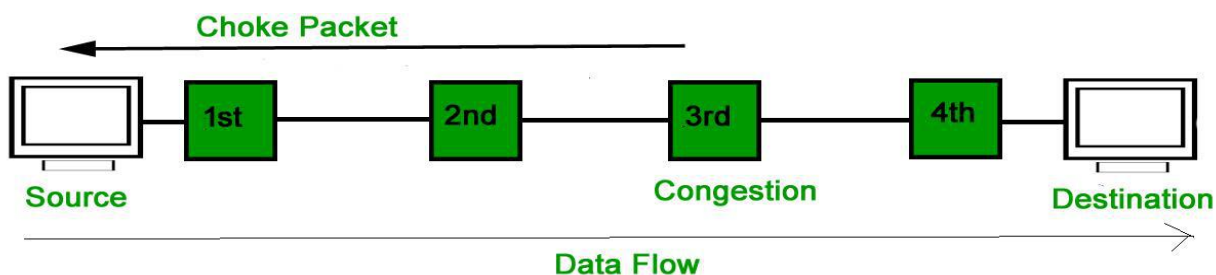 Choke Packet
1st
2nd
3rd
4th
Source
Congestion
Destination
Data Flow